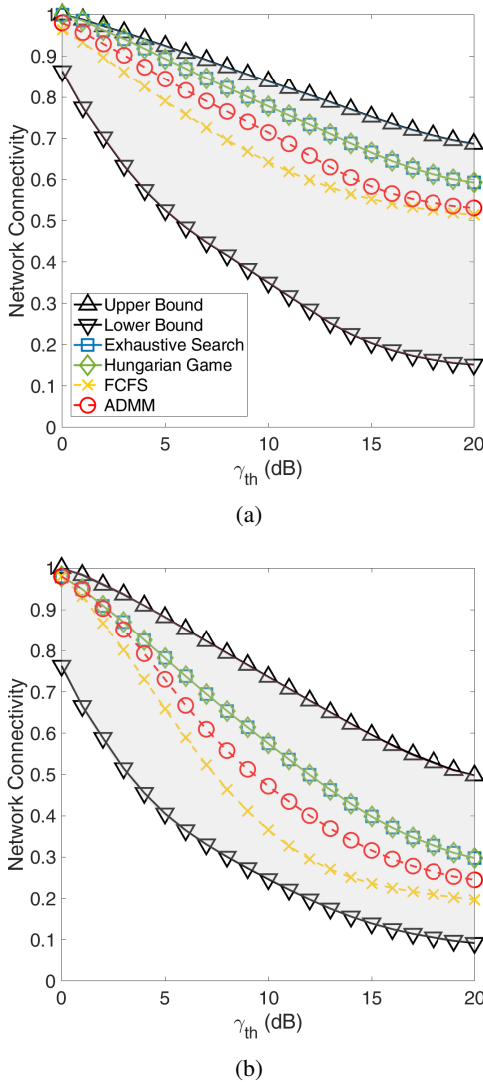 1
0.9
0.8
0.7
0.6
0.5
0.4
0.3
0.2
0.1
0
Network Connectivity
Upper Bound
Lower Bound
Exhaustive Search
Hungarian Game
FCFS
ADMM
0 5 10 15 20
γth (dB)
(a)
1
0.9
0.8
0.7
0.6
0.5
0.4
0.3
0.2
0.1
0
Network Connectivity
0 5 10 15 20
γth (dB)
(b)